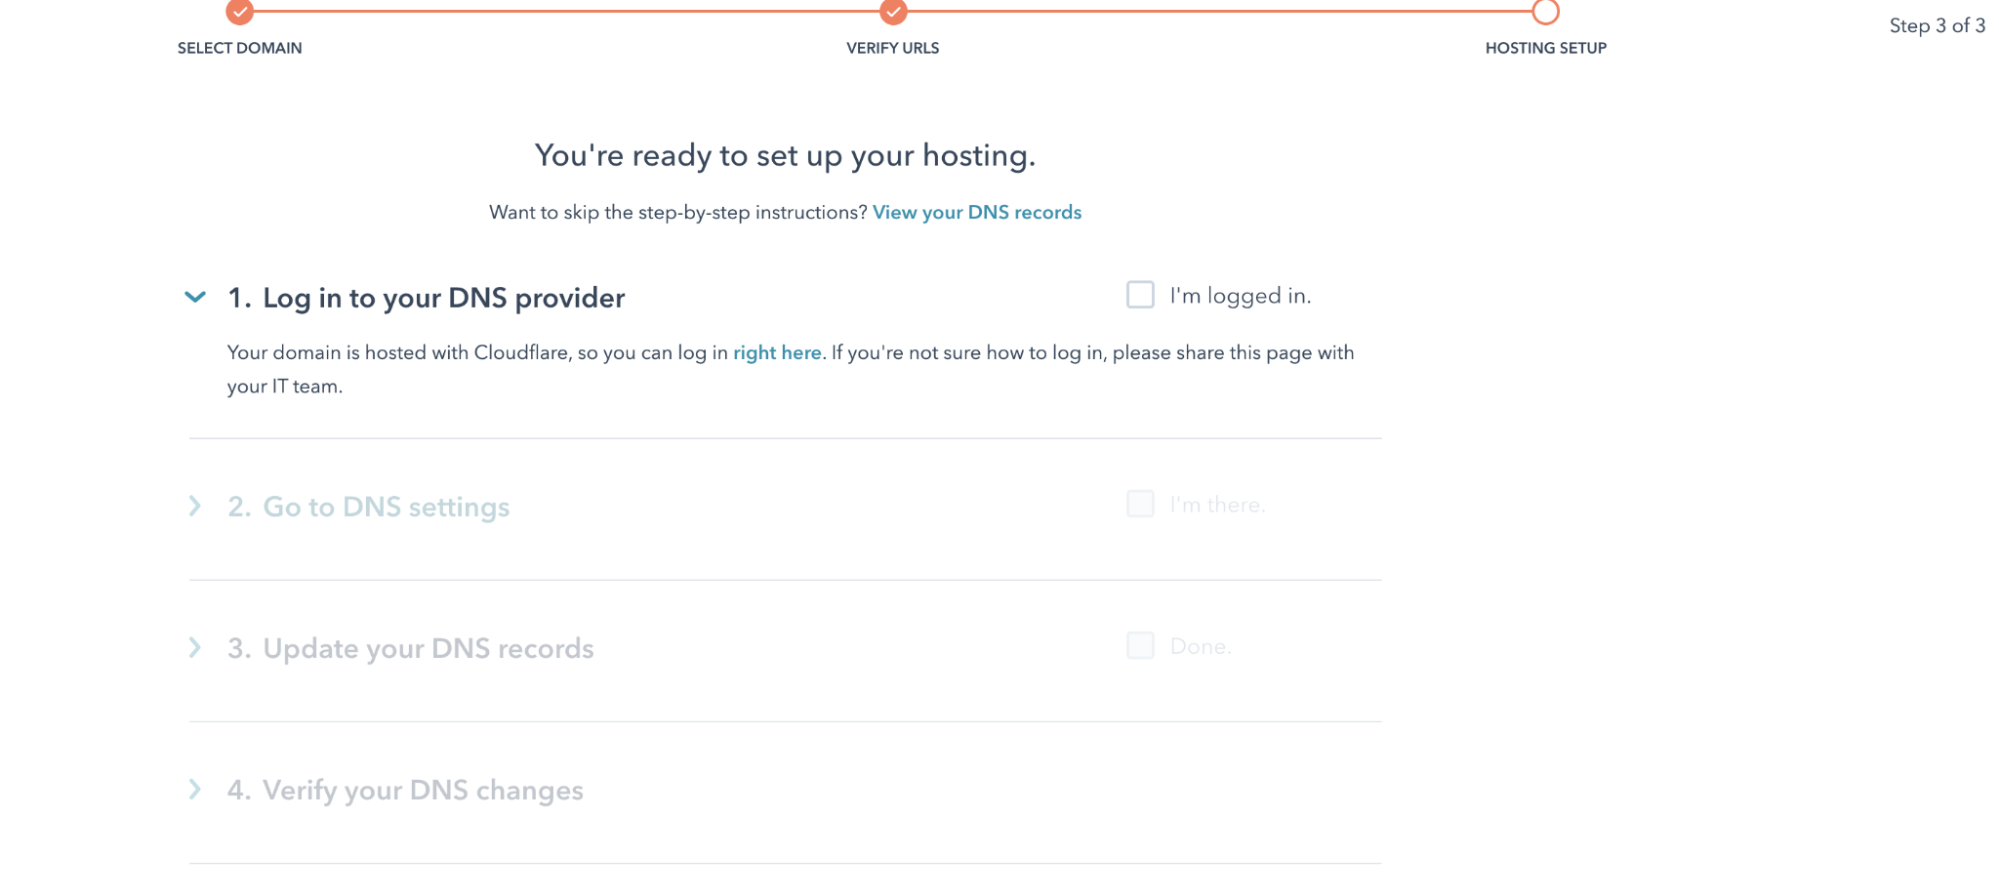 Step 3 of 3
SELECT DOMAIN
VERIFY URLS
HOSTING SETUP
You're ready to set up your hosting.
Want to skip the step-by-step instructions? View your DNS records
1. Log in to your DNS provider
I'm logged in.
Your domain is hosted with Cloudflare, so you can log in right here. If you're not sure how to log in, please share this page with
your IT team.
2. Go to DNS settings
I'm there.
3. Update your DNS records
Done.
4. Verify your DNS changes